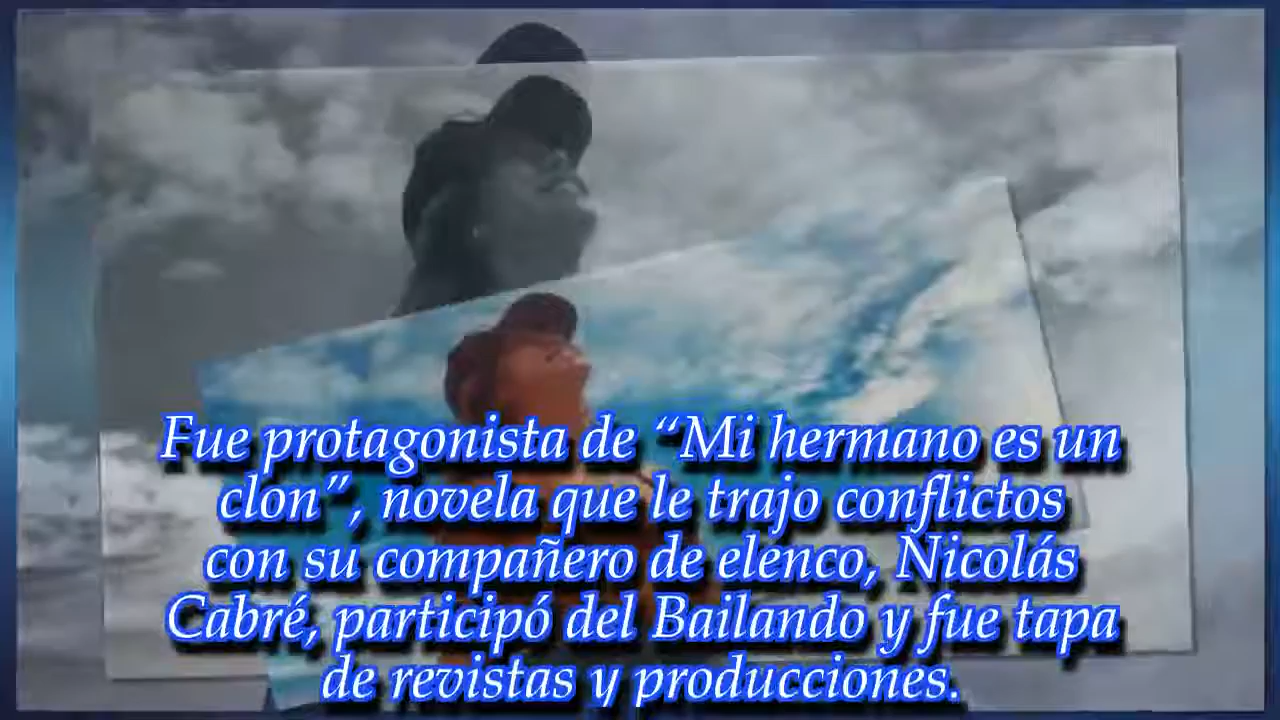 Fue protagonista de “Mi hermano es un
clon”, novela que le trajo conflictos
con su compañero de elenco, Nicolás
Cabré, participó del Bailando y fue tapa
de revistas y producciones.